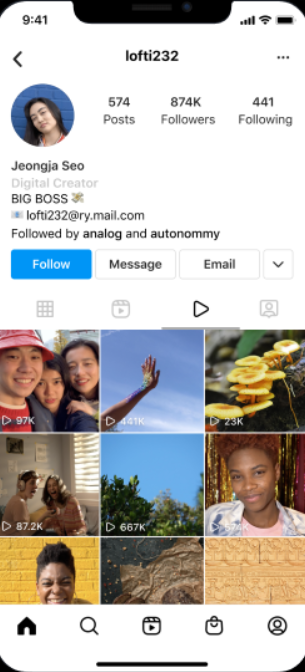 9:41
lofti232
574 874K 441
Posts Followers Following
Jeongja Seo
Digital Creator
BIG BOSS
lofti232@ry.mail.com
Followed by analog and autonommy
Follow Message Email
97K 441K 23K
87.2K 667K